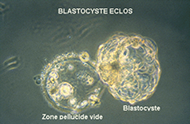 BLASTOCYSTE ECLOS
Blastocyste
Zone pellucide vide